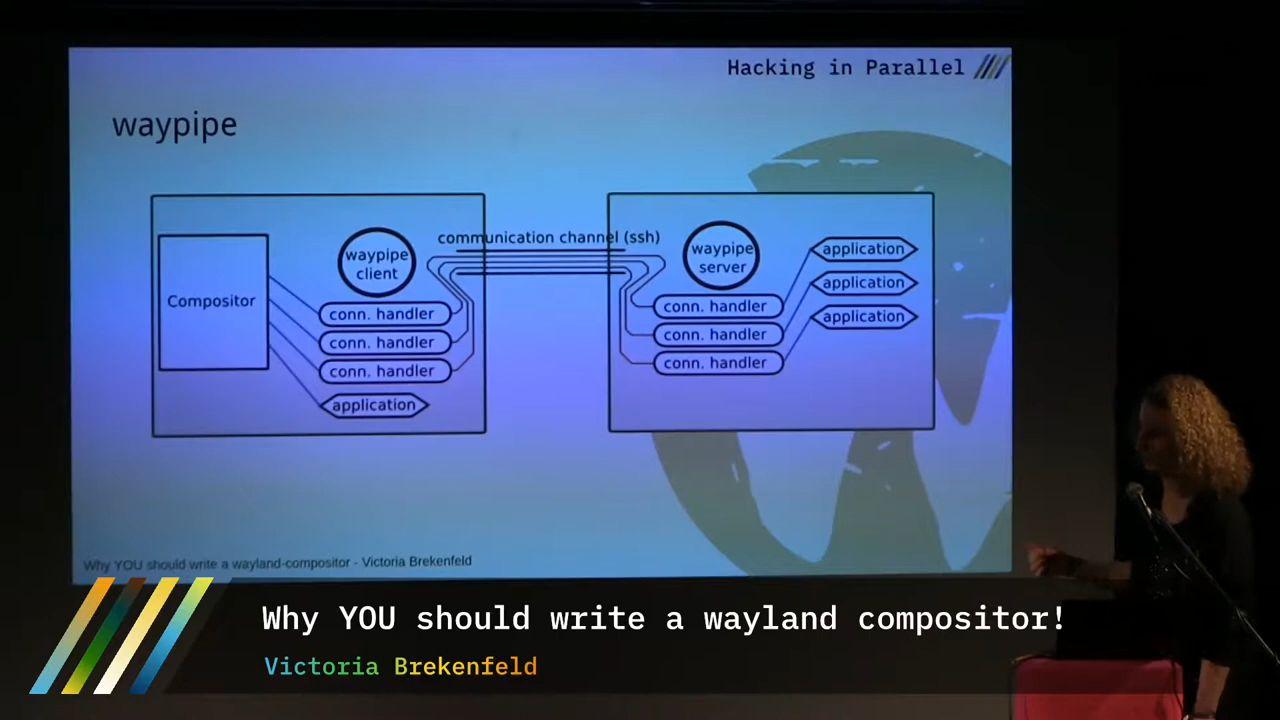 Hacking in Parallel
waypipe
communication channel (ssh)
Compositor
waypipe
client
conn. handler
conn. handler
conn. handler
application
waypipe
server
conn. handler
conn. handler
conn. handler
application
application
application
Why YOU should write a wayland-compositor - Victoria Brekenfeld
Why YOU should write a wayland compositor!
Victoria Brekenfeld